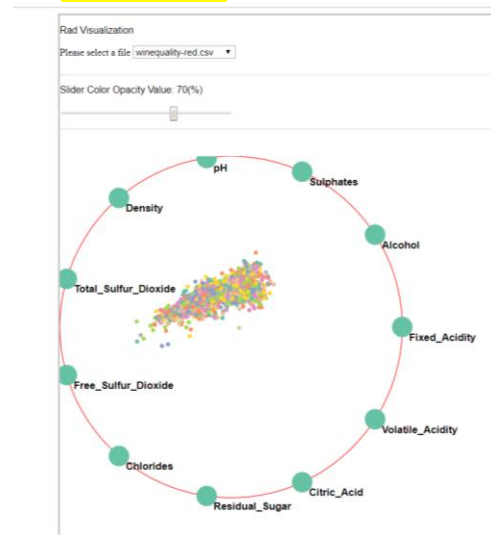 Rad Visualization
Please select a file winequality-red.csv
Slider Color Opacity Value: 70(%)
pH
Sulphates
Density
Alcohol
Total_Sulfur_Dioxide
Fixed_Acidity
Free_Sulfur_Dioxide
Volatile_Acidity
Chlorides
Citric_Acid
Residual_Sugar